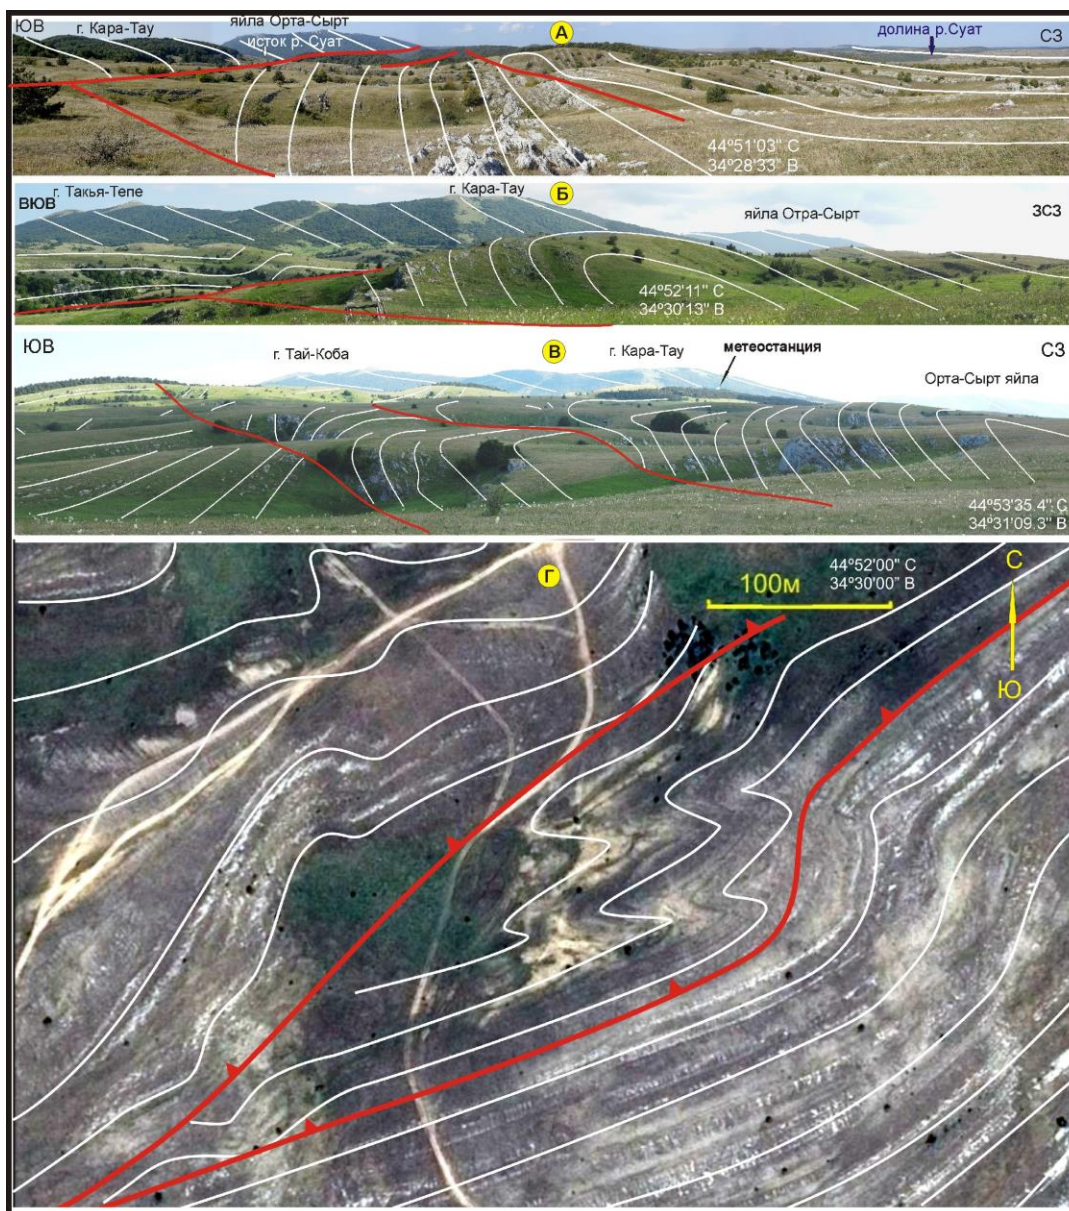 ЮВ
г. Кара-Тау
яйла Орта-Сырт
исток р. Суат
А
долина р.Суат
СЗ
44º51'03" С
34º28'33" В
ВЮВ
г. Такья-Тепе
г. Кара-Тау
Б
яйла Отра-Сырт
ЗСЗ
44º52'11" С
34º30'13" В
ЮВ
г. Тай-Коба
В
г. Кара-Тау
метеостанция
СЗ
Орта-Сырт яйла
44º53'35.4" С
34º31'09.3" В
Г
100м
44º52'00" С
34º30'00" В
С
Ю